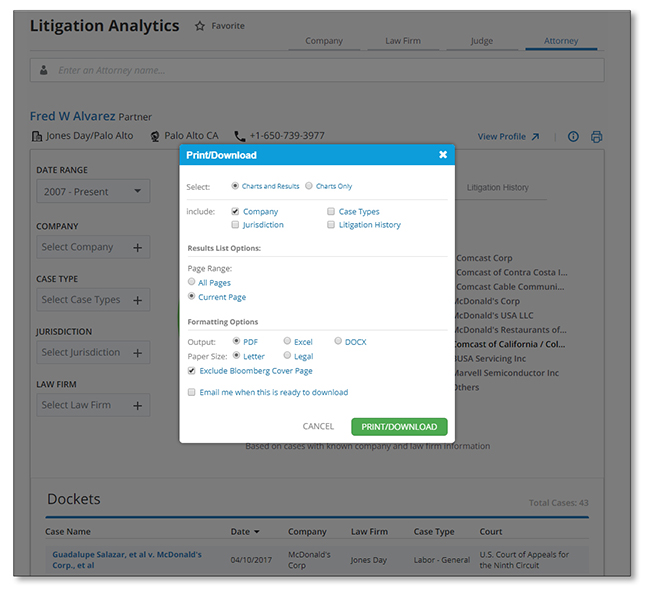 Litigation Analytics Favorite
Company Law Firm Judge Attorney
Enter an Attorney name...
Fred W Alvarez Partner
Jones Day/Palo Alto Palo Alto CA +1-650-739-3977 View Profile
Print/Download
DATE RANGE
2007 - Present
Select: Charts and Results Charts Only
Litigation History
include: Company Case Types
Jurisdiction Litigation History
COMPANY
Select Company
Results List Options:
Page Range:
All Pages
Current Page
CASE TYPE
Select Case Types
Formatting Options
JURISDICTION
Select Jurisdiction
Output: PDF Excel DOCX
Paper Size: Letter Legal
Exclude Bloomberg Cover Page
LAW FIRM
Select Law Firm
Email me when this is ready to download
CANCEL PRINT/DOWNLOAD
Comcast Corp
Comcast of Contra Costa I...
Comcast Cable Communi...
McDonald's Corp
McDonald's USA LLC
McDonald's Restaurants of...
Comcast of California / Col...
BUSA Servicing Inc
Marvell Semiconductor Inc
Others
Based on cases with known company and law firm information
Dockets Total Cases: 43
Case Name Date Company Law Firm Case Type Court
Guadalupe Salazar, et al v. McDonald's McDonald's U.S. Court of Appeals for
Corp., et al 04/10/2017 Corp Jones Day Labor - General the Ninth Circuit